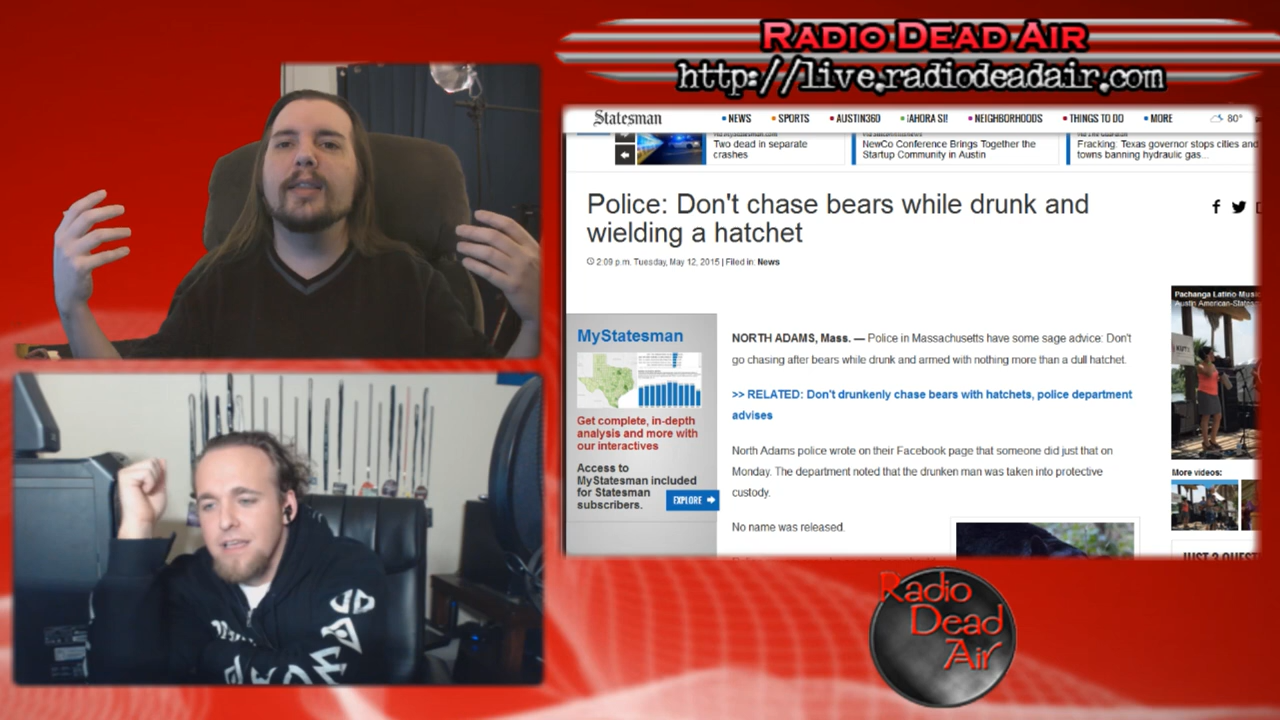 RADIO DEAD AIR
http://live.radiodeadair.com
Statesman
NEWS
SPORTS
AUSTIN360
¡AHORA SÍ!
NEIGHBORHOODS
THINGS TO DO
MORE
80°
Two dead in separate
crashes
NewCo Conference Brings Together the
Startup Community in Austin
Fracking: Texas governor stops cities and
towns banning hydraulic gas...
Police: Don't chase bears while drunk and
wielding a hatchet
2:09 p.m. Tuesday, May 12, 2015 | Filed in: News
Pachanga Latino Music
Austin American-States
MyStatesman
Get complete, in-depth
analysis and more with
our interactives
Access to
MyStatesman included
for Statesman
subscribers.
EXPLORE
NORTH ADAMS, Mass. — Police in Massachusetts have some sage advice: Don't
go chasing after bears while drunk and armed with nothing more than a dull hatchet.
>> RELATED: Don't drunkenly chase bears with hatchets, police department
advises
North Adams police wrote on their Facebook page that someone did just that on
Monday. The department noted that the drunken man was taken into protective
custody.
No name was released.
More videos:
JUST 3 QUEST
Radio
Dead
Air